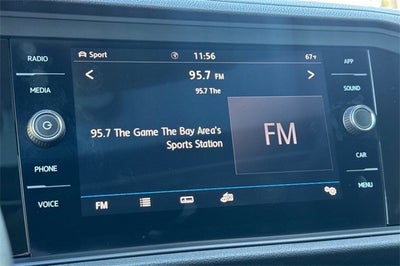 RADIO
MEDIA
PHONE
VOICE
Sport
11:56
67°F
95.7 FM
95.7 The
95.7 The Game The Bay Area's
Sports Station
FM
FM
APP
SOUND
CAR
MENU